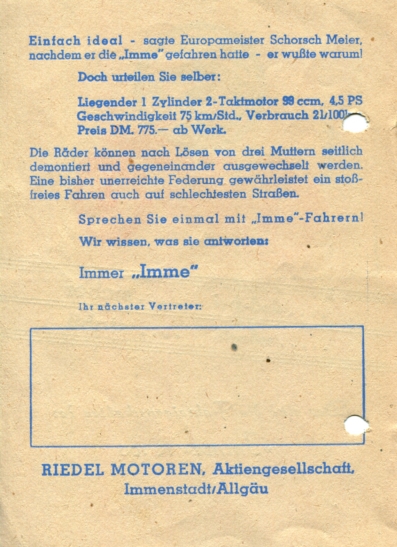 Einfach ideal - sagte Europameister Schorsch Meier,
nachdem er die „Imme" gefahren hatte - er wußte warum!
Doch urteilen Sie selber:
Liegender 1 Zylinder 2-Taktmotor 99 ccm, 4,5 PS
Geschwindigkeit 75 km/Std., Verbrauch 2l/100
Preis DM. 775.— ab Werk.
Die Räder können nach Lösen von drei Muttern seitlich
demontiert und gegeneinander ausgewechselt werden.
Eine bisher unerreichte Federung gewährleistet ein stoß-
freies Fahren auch auf schlechtesten Straßen.
Sprechen Sie einmal mit „Imme"-Fahrern!
Wir wissen, was sie antworten:
Immer „Imme"
Ihr nächster Vertreter:
RIEDEL MOTOREN, Aktiengesellschaft,
Immenstadt/Allgäu